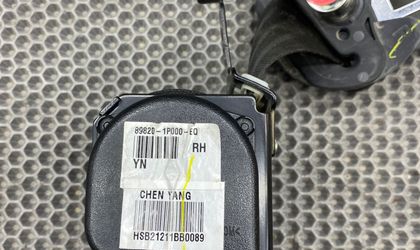 89820-1P000-EQ
RH
YN
CHEN YANG
HSB21211BB0089